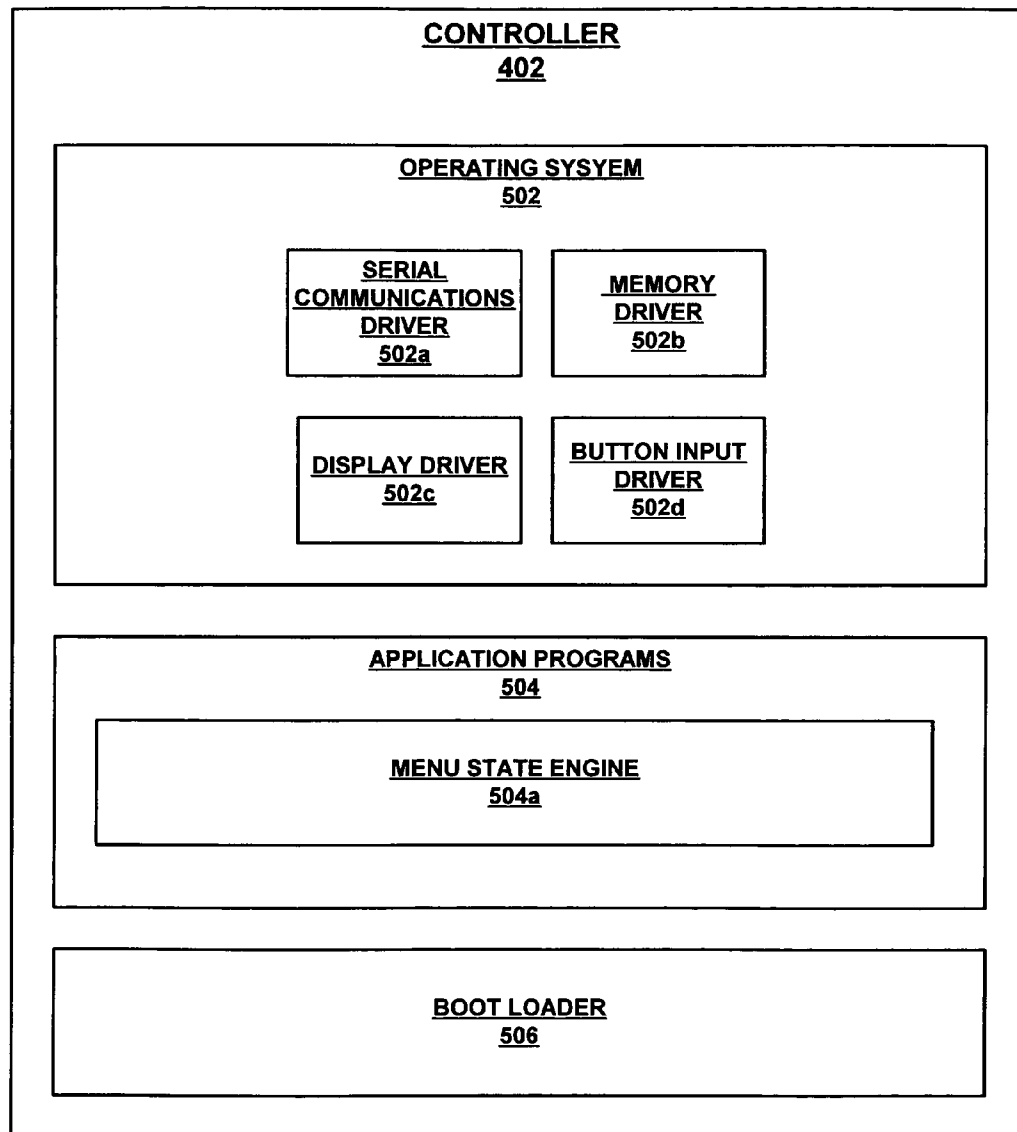 CONTROLLER
402
OPERATING SYSYEM
502
SERIAL
COMMUNICATIONS
DRIVER
502a
MEMORY
DRIVER
502b
DISPLAY DRIVER
502c
BUTTON INPUT
DRIVER
502d
APPLICATION PROGRAMS
504
MENU STATE ENGINE
504a
BOOT LOADER
506